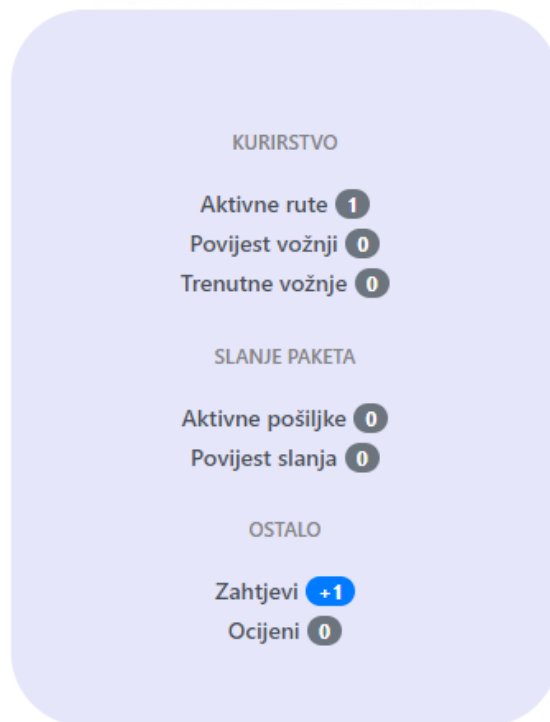 KURIRSTVO
Aktivne rute 1
Povijest vožnji 0
Trenutne vožnje 0
SLANJE PAKETA
Aktivne pošiljke 0
Povijest slanja 0
OSTALO
Zahtjevi +1
Ocijeni 0